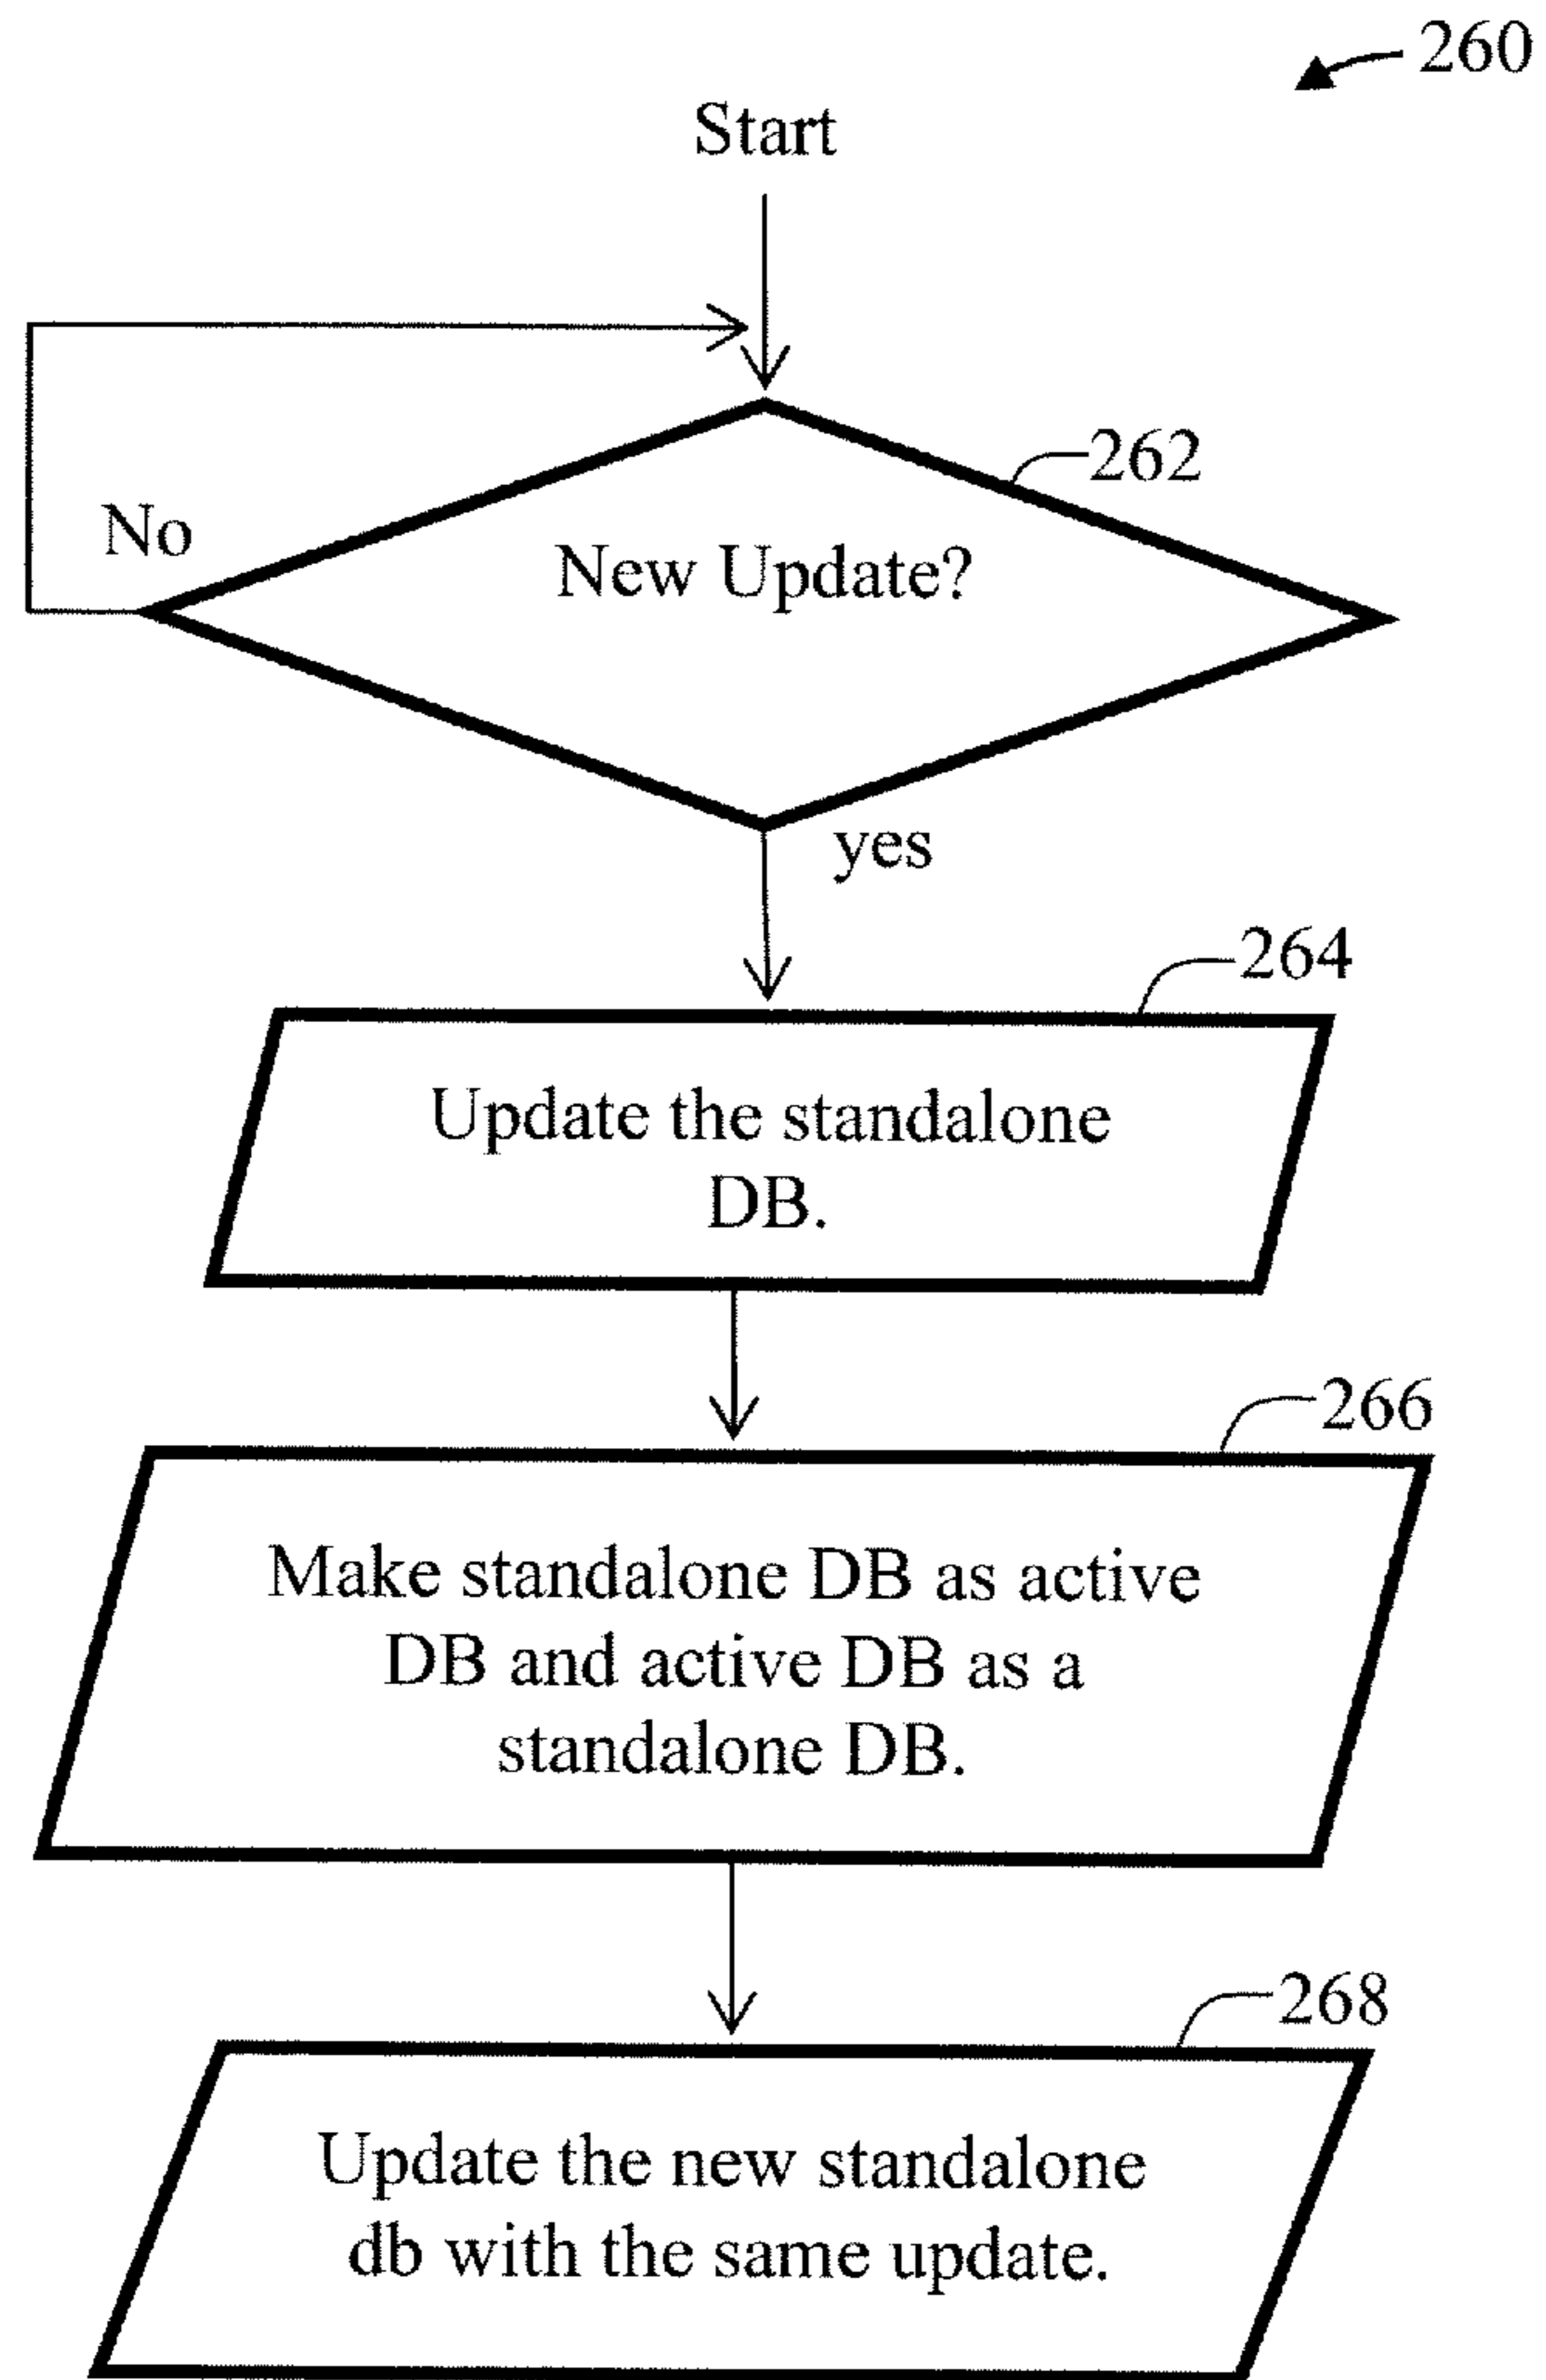 260
Start
262
No
New Update?
yes
264
Update the standalone
DB.
266
Make standalone DB as active
DB and active DB as a
standalone DB.
268
Update the new standalone
db with the same update.